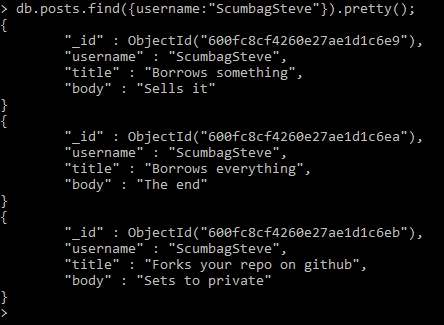 > db.posts.find({username:"ScumbagSteve"}).pretty();
{
        "_id" : ObjectId("600fc8cf4260e27ae1d1c6e9"),
        "username" : "ScumbagSteve",
        "title" : "Borrows something",
        "body" : "Sells it"
}
{
        "_id" : ObjectId("600fc8cf4260e27ae1d1c6ea"),
        "username" : "ScumbagSteve",
        "title" : "Borrows everything",
        "body" : "The end"
}
{
        "_id" : ObjectId("600fc8cf4260e27ae1d1c6eb"),
        "username" : "ScumbagSteve",
        "title" : "Forks your repo on github",
        "body" : "Sets to private"
}
>